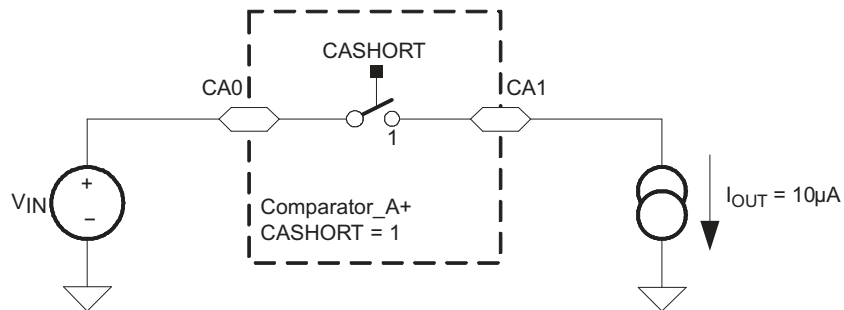 CASHORT
CA0
CA1
1
VIN
+
−
Comparator_A+
CASHORT = 1
IOUT = 10µA